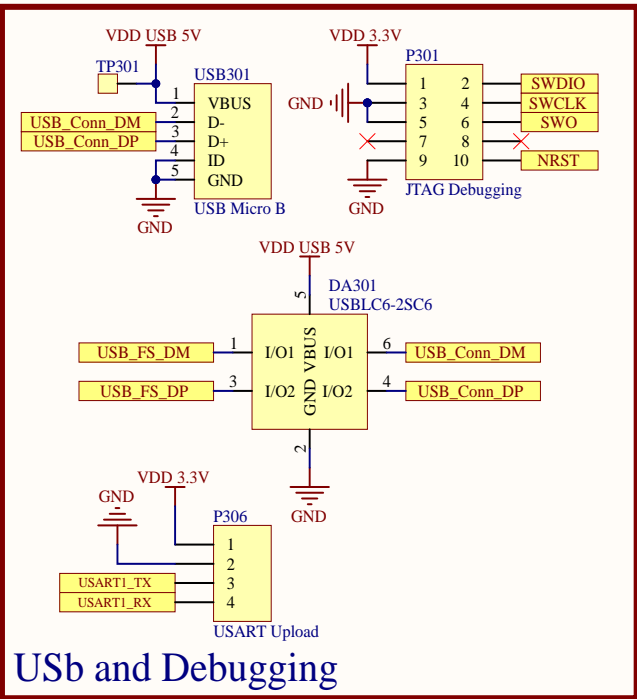 VDD USB 5V
TP301
USB301
1 VBUS
USB_Conn_DM 2 D-
USB_Conn_DP 3 D+
4 ID
5 GND
GND
USB Micro B
VDD 3.3V
P301
1 2 SWDIO
GND 3 4 SWCLK
5 6 SWO
7 8
9 10 NRST
GND
JTAG Debugging
VDD USB 5V
DA301
USBLC6-2SC6
5
VBUS
USB_FS_DM 1 I/O1 I/O1 6 USB_Conn_DM
USB_FS_DP 3 I/O2 I/O2 4 USB_Conn_DP
GND
2
GND
VDD 3.3V
GND
P306
1
2
USART1_TX 3
USART1_RX 4
USART Upload
USb and Debugging